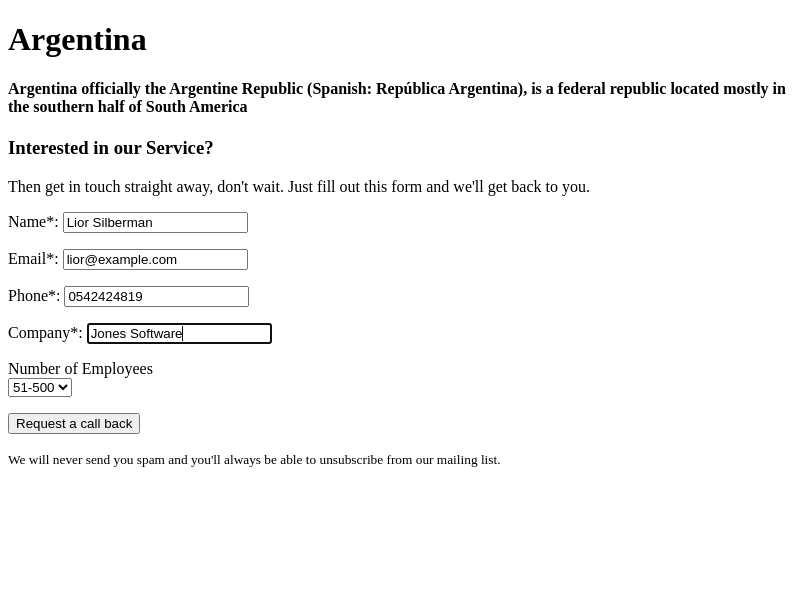 Argentina
Argentina officially the Argentine Republic (Spanish: República Argentina), is a federal republic located mostly in
the southern half of South America
Interested in our Service?
Then get in touch straight away, don't wait. Just fill out this form and we'll get back to you.
Name*: Lior Silberman
Email*: lior@example.com
Phone*: 0542424819
Company*: Jones Software
Number of Employees
51-500
Request a call back
We will never send you spam and you'll always be able to unsubscribe from our mailing list.